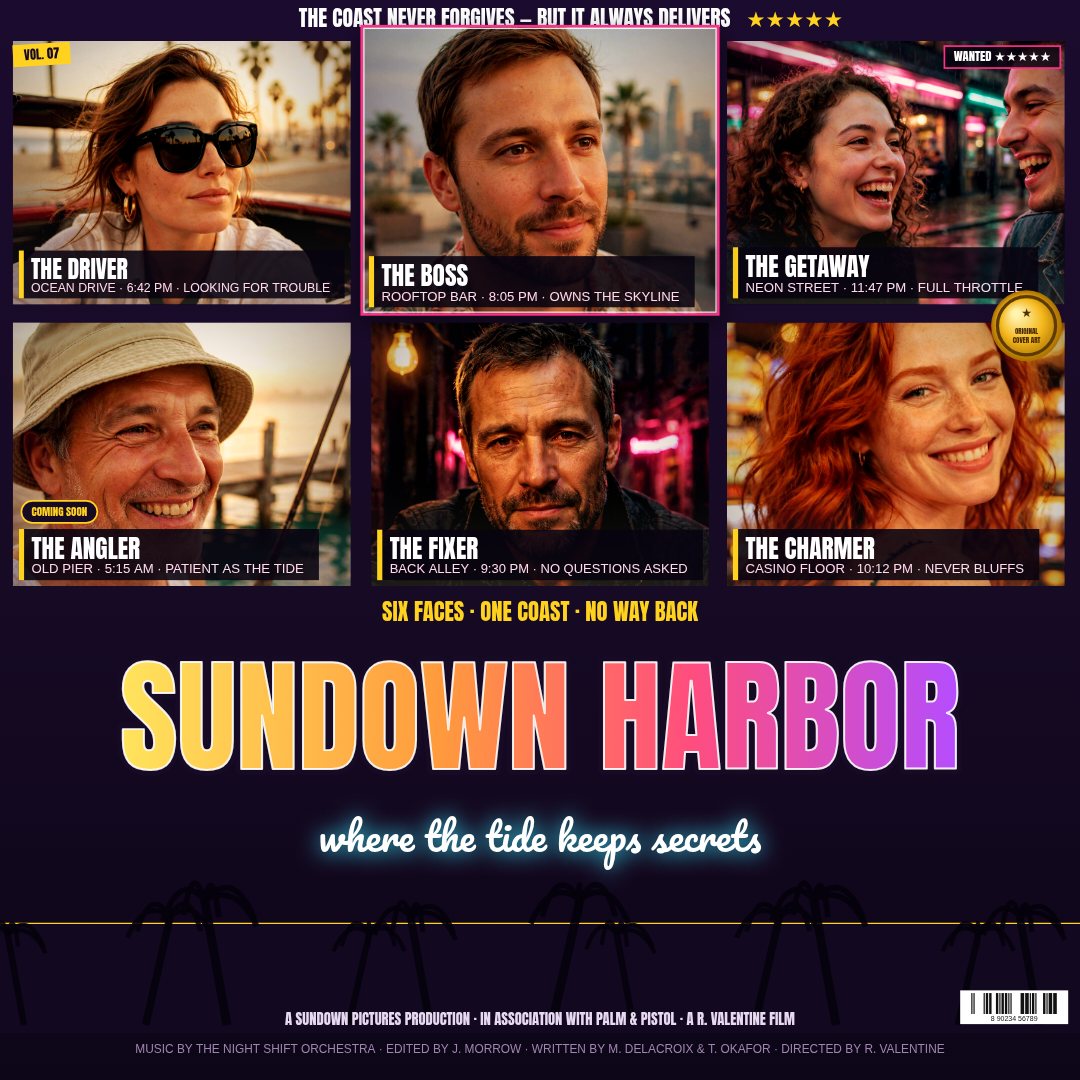 THE COAST NEVER FORGIVES – BUT IT ALWAYS DELIVERS ★★★★★
VOL. 07
WANTED ★★★★★
THE DRIVER
OCEAN DRIVE · 6:42 PM · LOOKING FOR TROUBLE
THE BOSS
ROOFTOP BAR · 8:05 PM · OWNS THE SKYLINE
THE GETAWAY
NEON STREET · 11:47 PM · FULL THROTTLE
★
ORIGINAL
COVER ART
COMING SOON
THE ANGLER
OLD PIER · 5:15 AM · PATIENT AS THE TIDE
THE FIXER
BACK ALLEY · 9:30 PM · NO QUESTIONS ASKED
THE CHARMER
CASINO FLOOR · 10:12 PM · NEVER BLUFFS
SIX FACES · ONE COAST · NO WAY BACK
SUNDOWN HARBOR
where the tide keeps secrets
8 90234 56789
A SUNDOWN PICTURES PRODUCTION · IN ASSOCIATION WITH PALM & PISTOL · A R. VALENTINE FILM
MUSIC BY THE NIGHT SHIFT ORCHESTRA · EDITED BY J. MORROW · WRITTEN BY M. DELACROIX & T. OKAFOR · DIRECTED BY R. VALENTINE